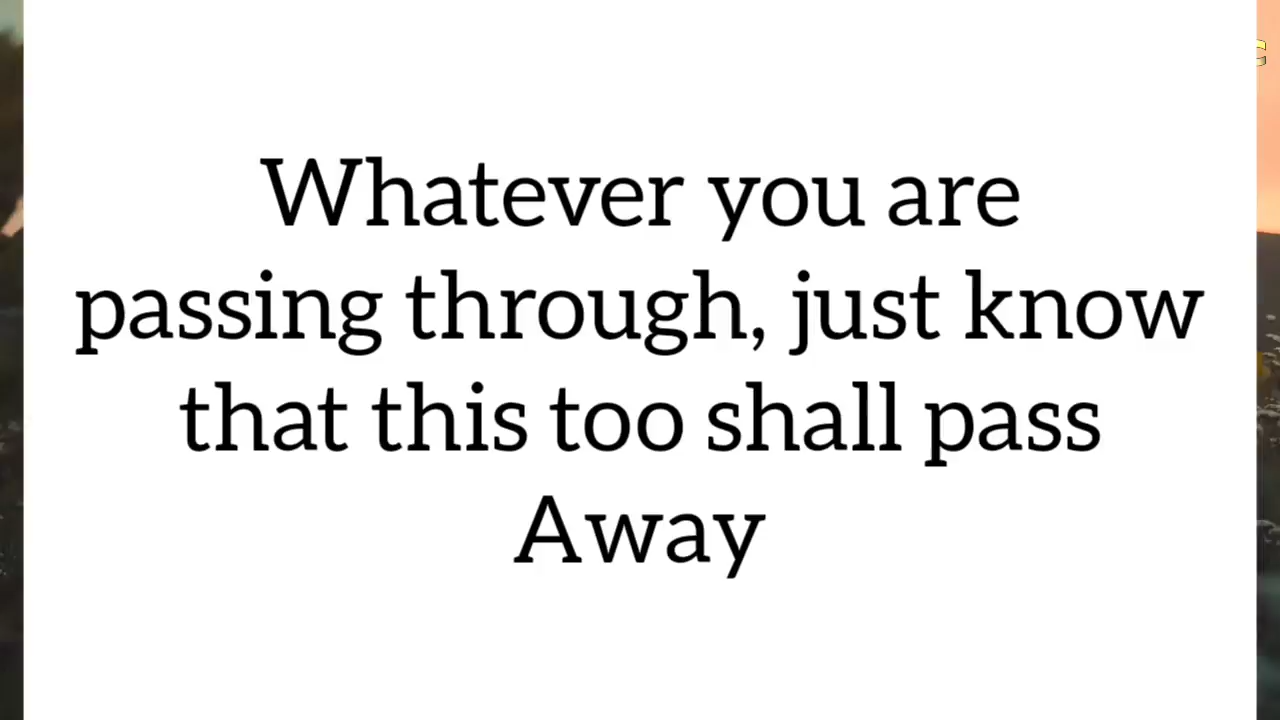 Whatever you are
passing through, just know
that this too shall pass
Away